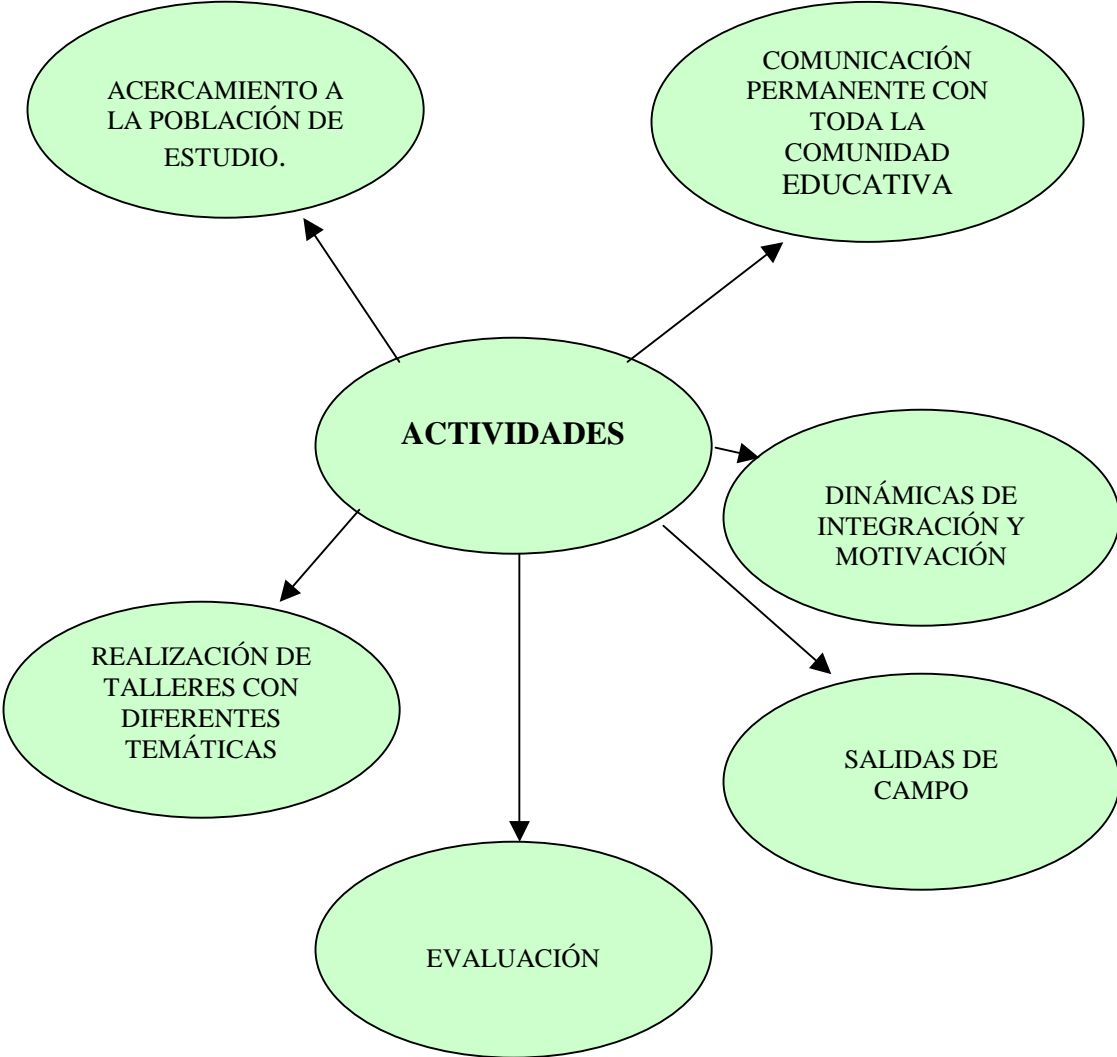 ACERCAMIENTO A
LA POBLACIÓN DE
ESTUDIO.
COMUNICACIÓN
PERMANENTE CON
TODA LA
COMUNIDAD
EDUCATIVA
ACTIVIDADES
DINÁMICAS DE
INTEGRACIÓN Y
MOTIVACIÓN
REALIZACIÓN DE
TALLERES CON
DIFERENTES
TEMÁTICAS
SALIDAS DE
CAMPO
EVALUACIÓN